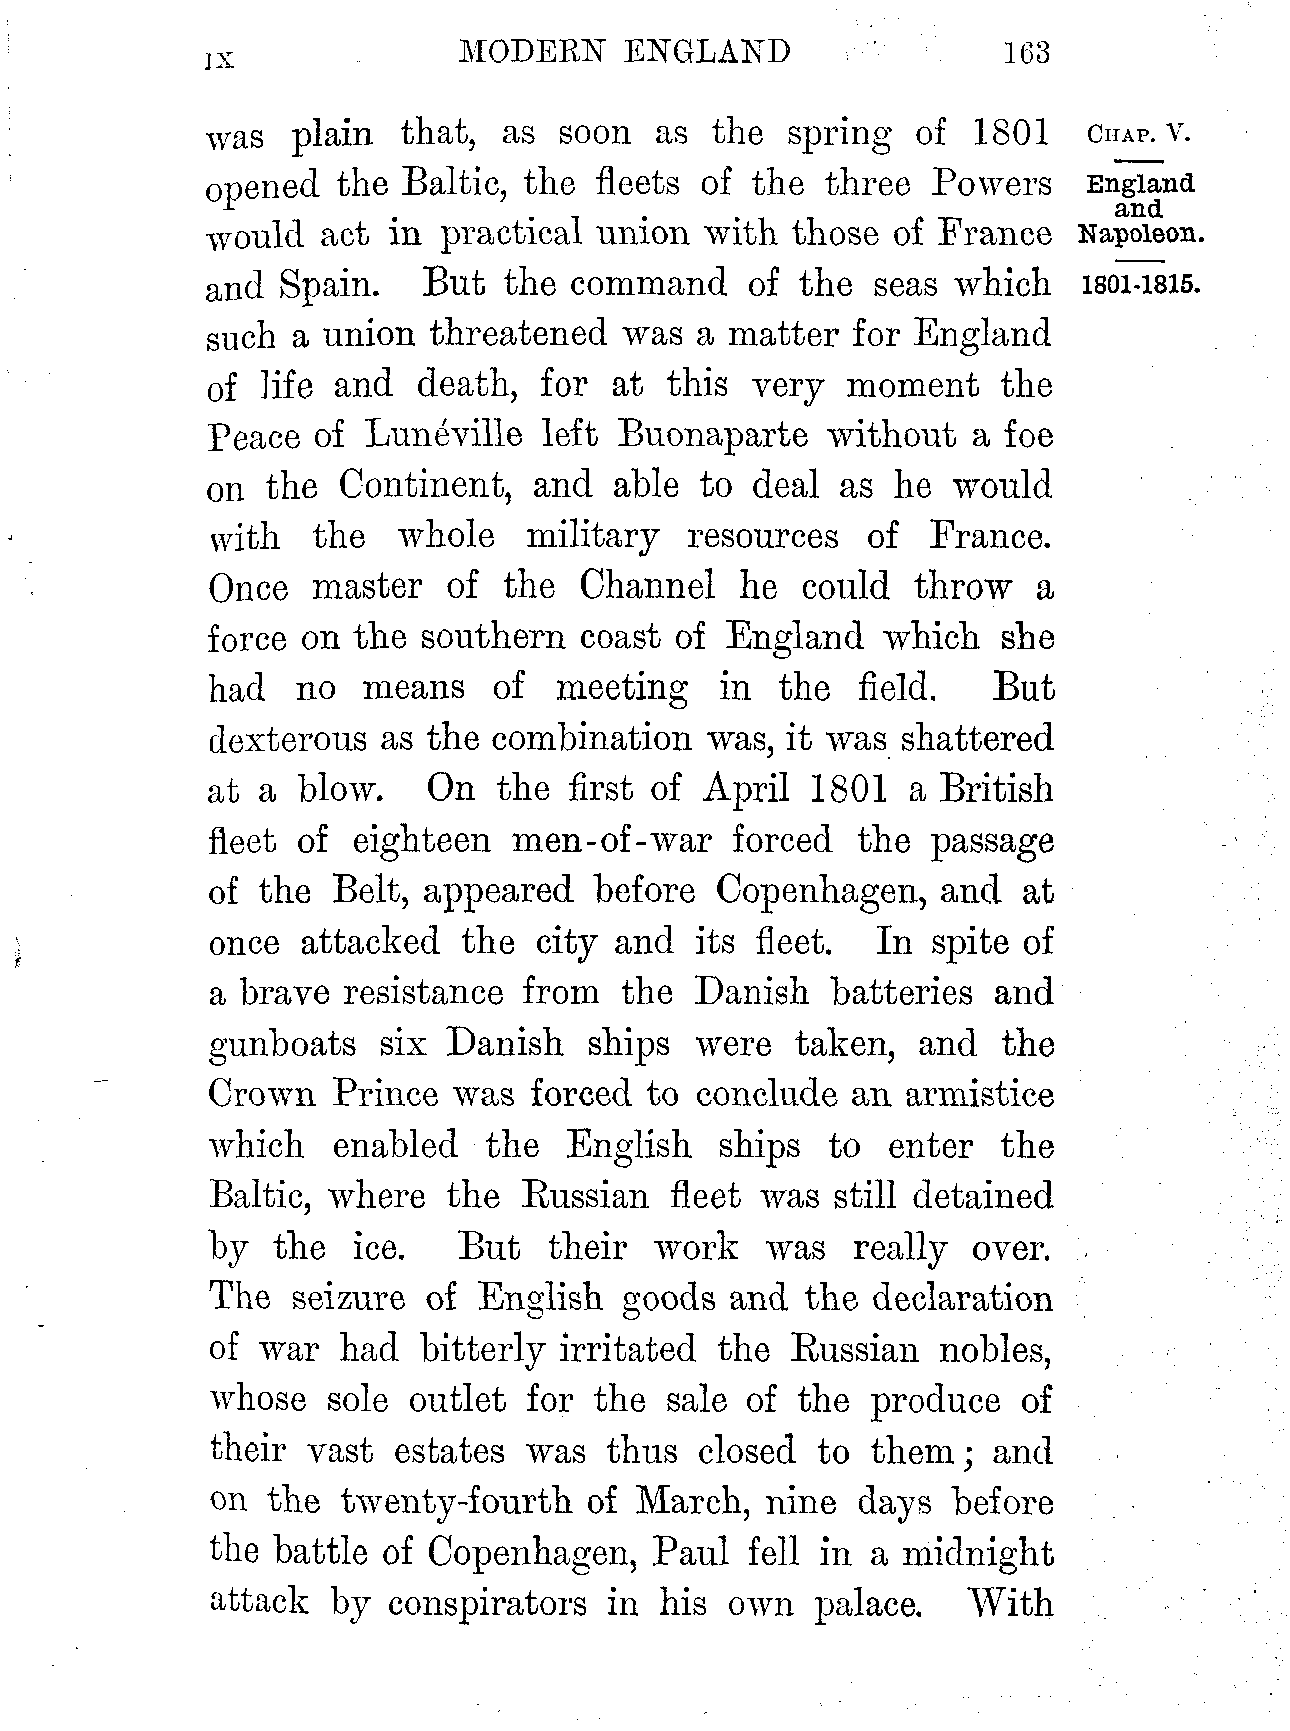 IX MODERN ENGLAND 163
was plain that, as soon as the spring of 1801
opened the Baltic, the fleets of the three Powers
would act in practical union with those of France
and Spain. But the command of the seas which
such a union threatened was a matter for England
of life and death, for at this very moment the
Peace of Lunéville left Buonaparte without a foe
on the Continent, and able to deal as he would
with the whole military resources of France.
Once master of the Channel he could throw a
force on the southern coast of England which she
had no means of meeting in the field. But
dexterous as the combination was, it was shattered
at a blow. On the first of April 1801 a British
fleet of eighteen men-of-war forced the passage
of the Belt, appeared before Copenhagen, and at
once attacked the city and its fleet. In spite of
a brave resistance from the Danish batteries and
gunboats six Danish ships were taken, and the
Crown Prince was forced to conclude an armistice
which enabled the English ships to enter the
Baltic, where the Russian fleet was still detained
by the ice. But their work was really over.
The seizure of English goods and the declaration
of war had bitterly irritated the Russian nobles,
whose sole outlet for the sale of the produce of
their vast estates was thus closed to them; and
on the twenty-fourth of March, nine days before
the battle of Copenhagen, Paul fell in a midnight
attack by conspirators in his own palace. With
CHAP. V.
England
and
Napoleon.
1801-1815.